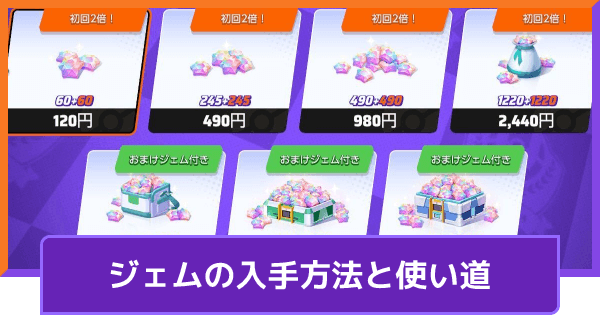 初回2倍！
初回2倍！
初回2倍！
初回2倍！
60+60
245+245
490+490
1220+1220
120円
490円
980円
2,440円
おまけジェム付き
おまけジェム付き
おまけジェム付き
ジェムの入手方法と使い道